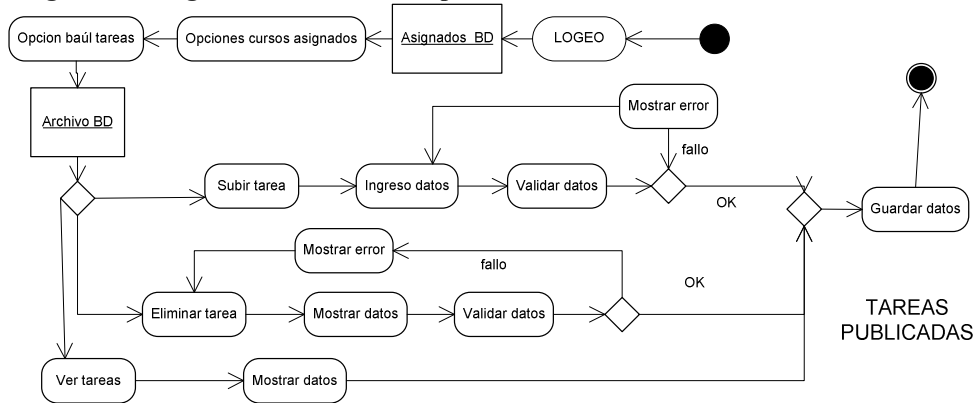 Opcion baúl tareas
Opciones cursos asignados
Asignados BD
LOGEO
Archivo BD
Mostrar error
fallo
Subir tarea
Ingreso datos
Validar datos
OK
Guardar datos
Mostrar error
fallo
OK
Eliminar tarea
Mostrar datos
Validar datos
TAREAS
PUBLICADAS
Ver tareas
Mostrar datos